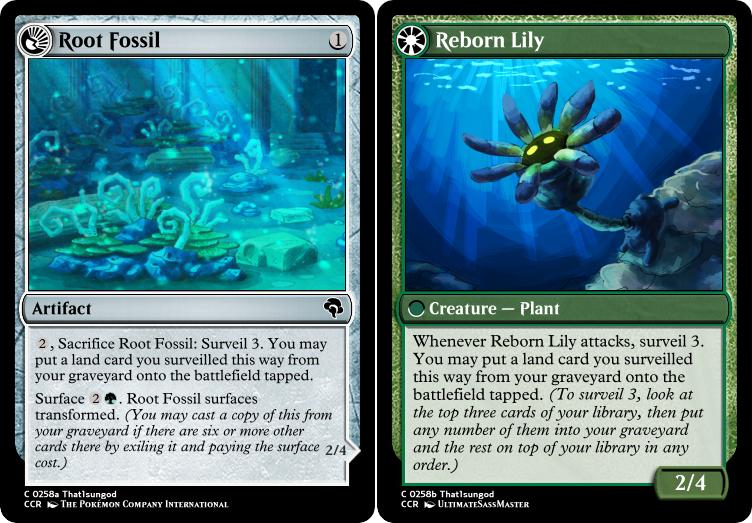 Root Fossil 1
Artifact
2, Sacrifice Root Fossil: Surveil 3. You may
put a land card you surveilled this way from
your graveyard onto the battlefield tapped.
Surface 2 . Root Fossil surfaces
transformed. (You may cast a copy of this from
your graveyard if there are six or more other
cards there by exiling it and paying the surface
cost.)
2/4
C 0258a That1sungod
CCR The Pokémon Company International
Reborn Lily
Creature — Plant
Whenever Reborn Lily attacks, surveil 3.
You may put a land card you surveilled
this way from your graveyard onto the
battlefield tapped. (To surveil 3, look at
the top three cards of your library, then put
any number of them into your graveyard
and the rest on top of your library in any
order.)
2/4
C 0258b That1sungod
CCR UltimateSassMaster